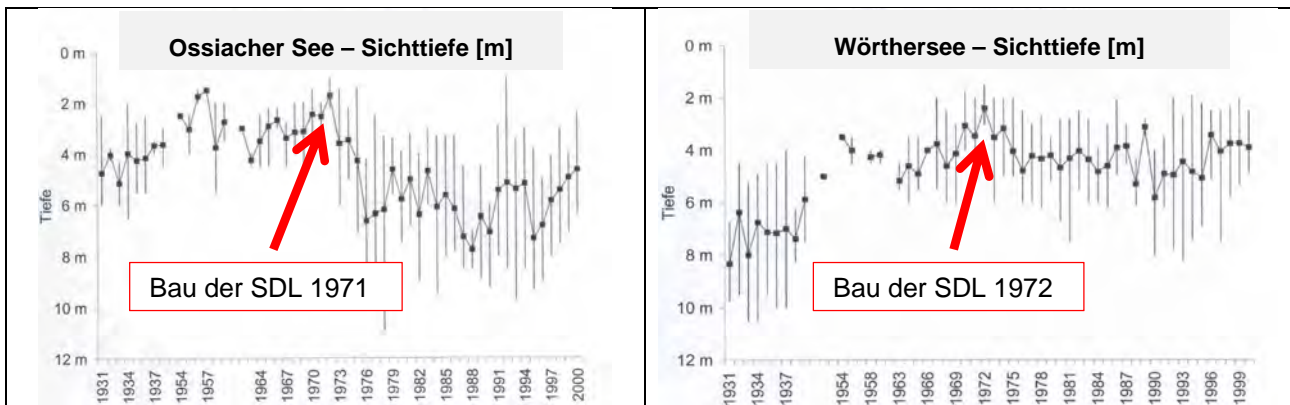 Ossiacher See – Sichttiefe [m]
0 m
2 m
4 m
6 m
8 m
10 m
12 m
Tiefe
Bau der SDL 1971
1931
1934
1937
1954
1957
1964
1967
1970
1973
1976
1979
1982
1985
1988
1991
1994
1997
2000
Wörthersee – Sichttiefe [m]
0 m
2 m
4 m
6 m
8 m
10 m
12 m
Tiefe
Bau der SDL 1972
1931
1934
1937
1954
1958
1963
1966
1969
1972
1975
1978
1981
1984
1987
1990
1993
1996
1999